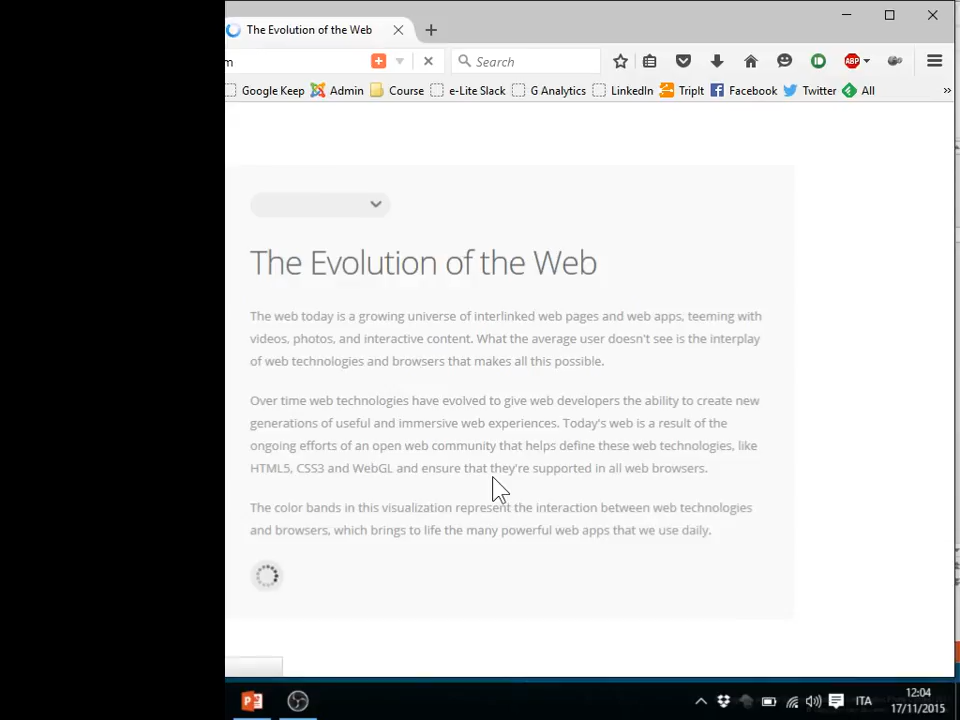 The Evolution of the Web
m
Search
Google Keep Admin Course e-Lite Slack G Analytics LinkedIn TripIt Facebook Twitter All »
The Evolution of the Web
The web today is a growing universe of interlinked web pages and web apps, teeming with
videos, photos, and interactive content. What the average user doesn't see is the interplay
of web technologies and browsers that makes all this possible.
Over time web technologies have evolved to give web developers the ability to create new
generations of useful and immersive web experiences. Today's web is a result of the
ongoing efforts of an open web community that helps define these web technologies, like
HTML5, CSS3 and WebGL and ensure that they're supported in all web browsers.
The color bands in this visualization represent the interaction between web technologies
and browsers, which brings to life the many powerful web apps that we use daily.
ITA
12:04
17/11/2015
ABP